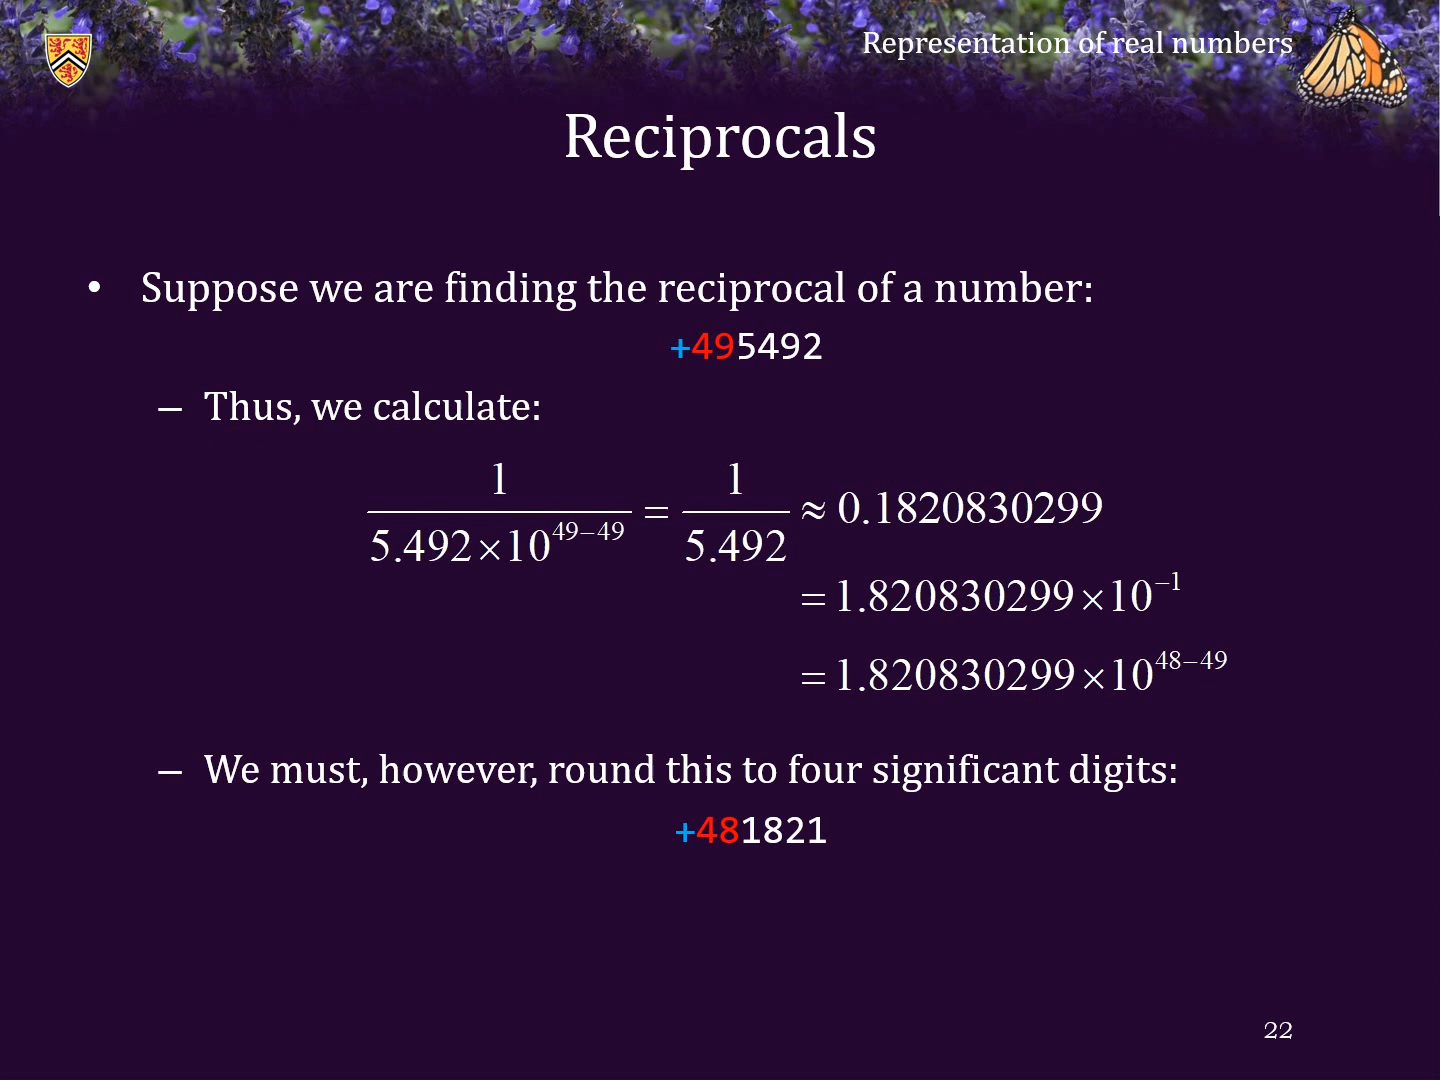 Representation of real numbers
Reciprocals
• Suppose we are finding the reciprocal of a number:
+495492
– Thus, we calculate:
1/(5.492×10^(49−49)) = 1/5.492 ≈ 0.1820830299
= 1.820830299×10^(−1)
= 1.820830299×10^(48−49)
– We must, however, round this to four significant digits:
+481821
22